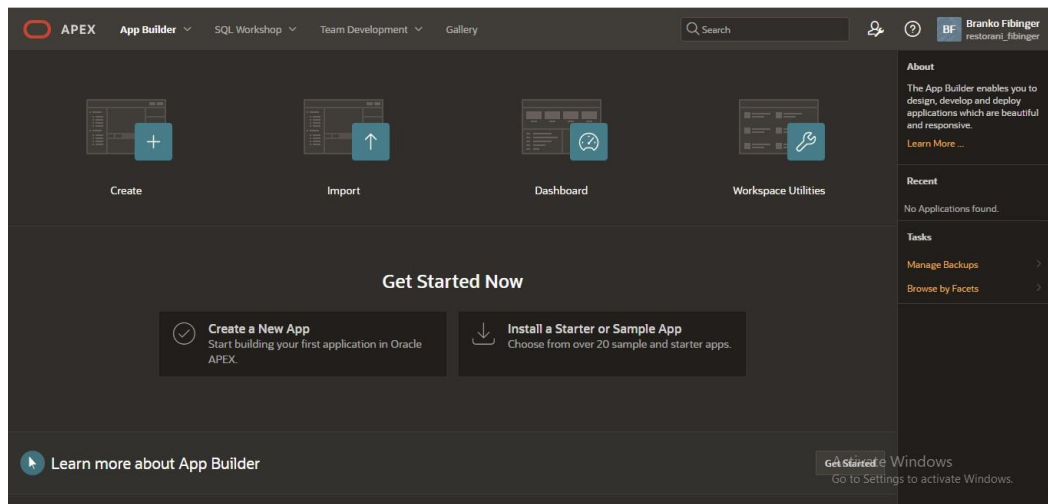 APEX
App Builder
SQL Workshop
Team Development
Gallery
Search
BF
Branko Fibinger
restorani_fibinger
Create
Import
Dashboard
Workspace Utilities
Get Started Now
Create a New App
Start building your first application in Oracle
APEX.
Install a Starter or Sample App
Choose from over 20 sample and starter apps.
Learn more about App Builder
Get Started
About
The App Builder enables you to
design, develop and deploy
applications which are beautiful
and responsive.
Learn More ...
Recent
No Applications found.
Tasks
Manage Backups
Browse by Facets
Activate Windows
Go to Settings to activate Windows.